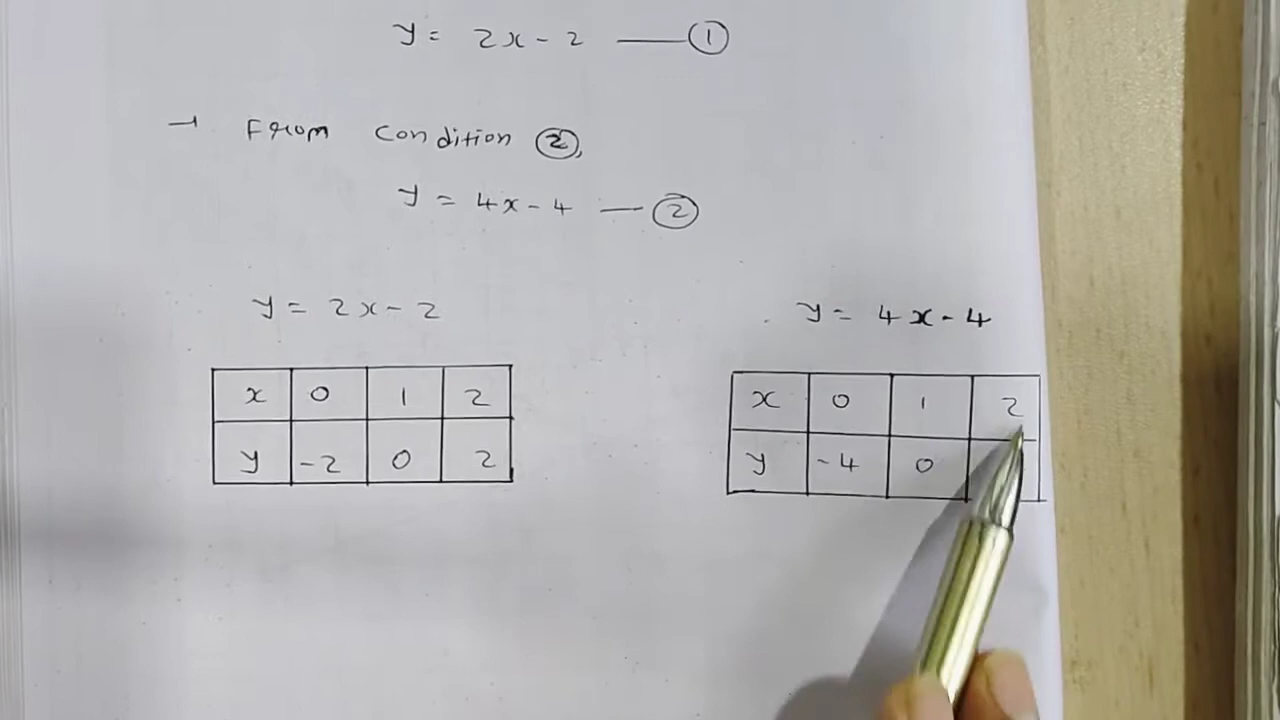 y = 2x - 2 — ①
→ From condition ②,
y = 4x - 4 — ②
y = 2x - 2
y = 4x - 4
x 0 1 2
y -2 0 2
x 0 1 2
y -4 0